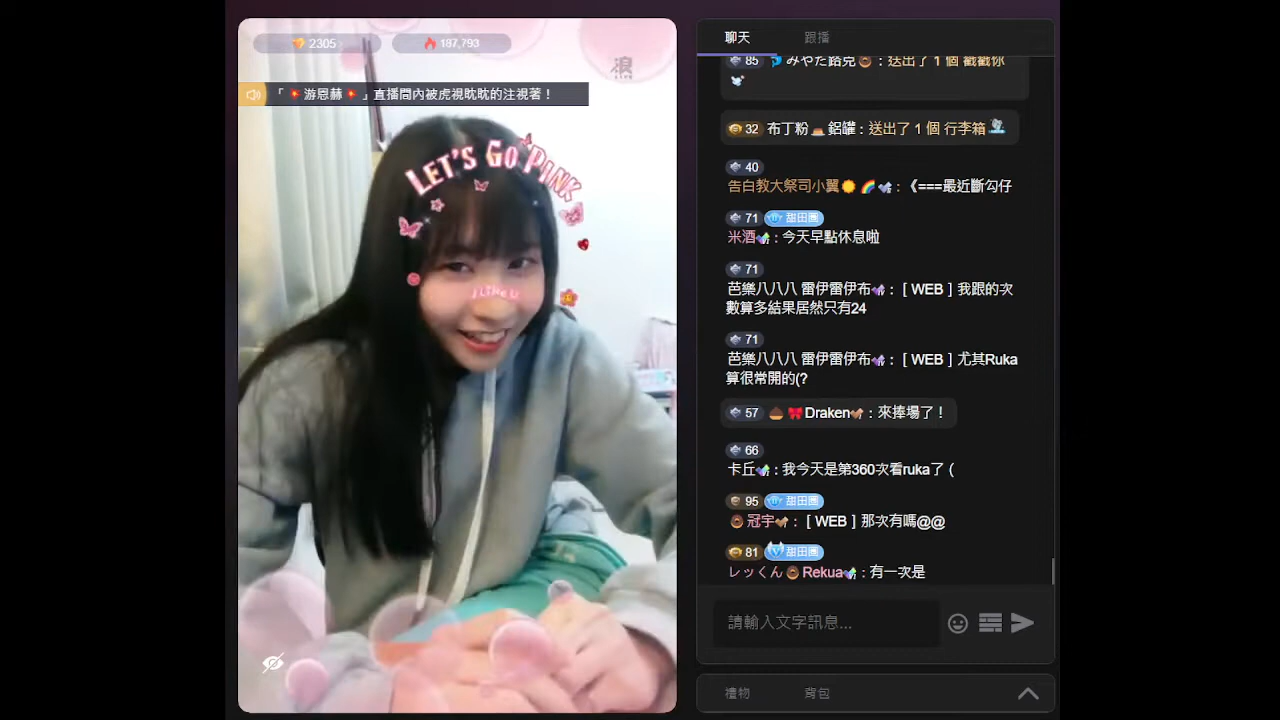 2305
187,793
浪
「游恩赫」直播間內被虎視眈眈的注視著！
LET'S GO PINK
I LIKE U
聊天
跟播
85 みやた路克：送出了 1 個 戳戳你
32 布丁粉鋁罐：送出了 1 個 行李箱
40
告白教大祭司小翼：《===最近斷勾仔
71 甜田圈
米酒：今天早點休息啦
71
芭樂八八八 雷伊雷伊布：［WEB］我跟的次
數算多結果居然只有24
71
芭樂八八八 雷伊雷伊布：［WEB］尤其Ruka
算很常開的(?
57 Draken：來捧場了！
66
卡丘：我今天是第360次看ruka了（
95 甜田圈
冠宇：［WEB］那次有嗎@@
81 甜田圈
レッくん Rekua：有一次是
請輸入文字訊息...
禮物
背包